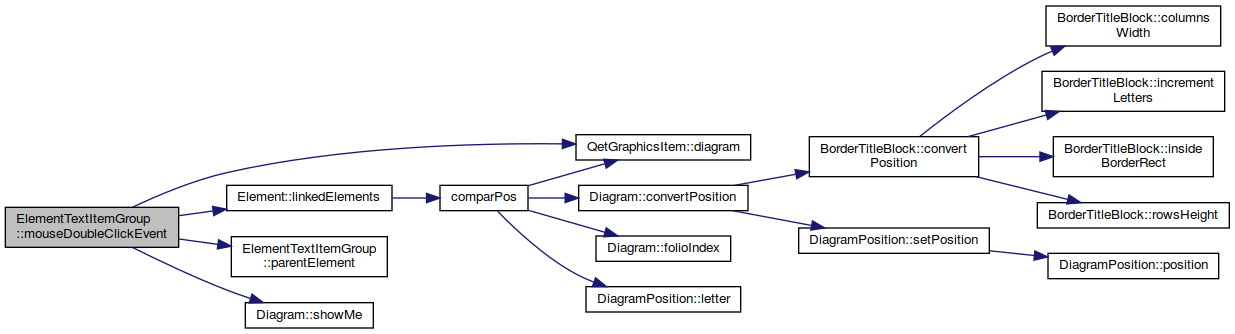 ElementTextItemGroup
::mouseDoubleClickEvent
Element::linkedElements
ElementTextItemGroup
::parentElement
Diagram::showMe
comparPos
QetGraphicsItem::diagram
Diagram::convertPosition
Diagram::folioIndex
DiagramPosition::letter
BorderTitleBlock::convert
Position
DiagramPosition::setPosition
BorderTitleBlock::columns
Width
BorderTitleBlock::increment
Letters
BorderTitleBlock::inside
BorderRect
BorderTitleBlock::rowsHeight
DiagramPosition::position